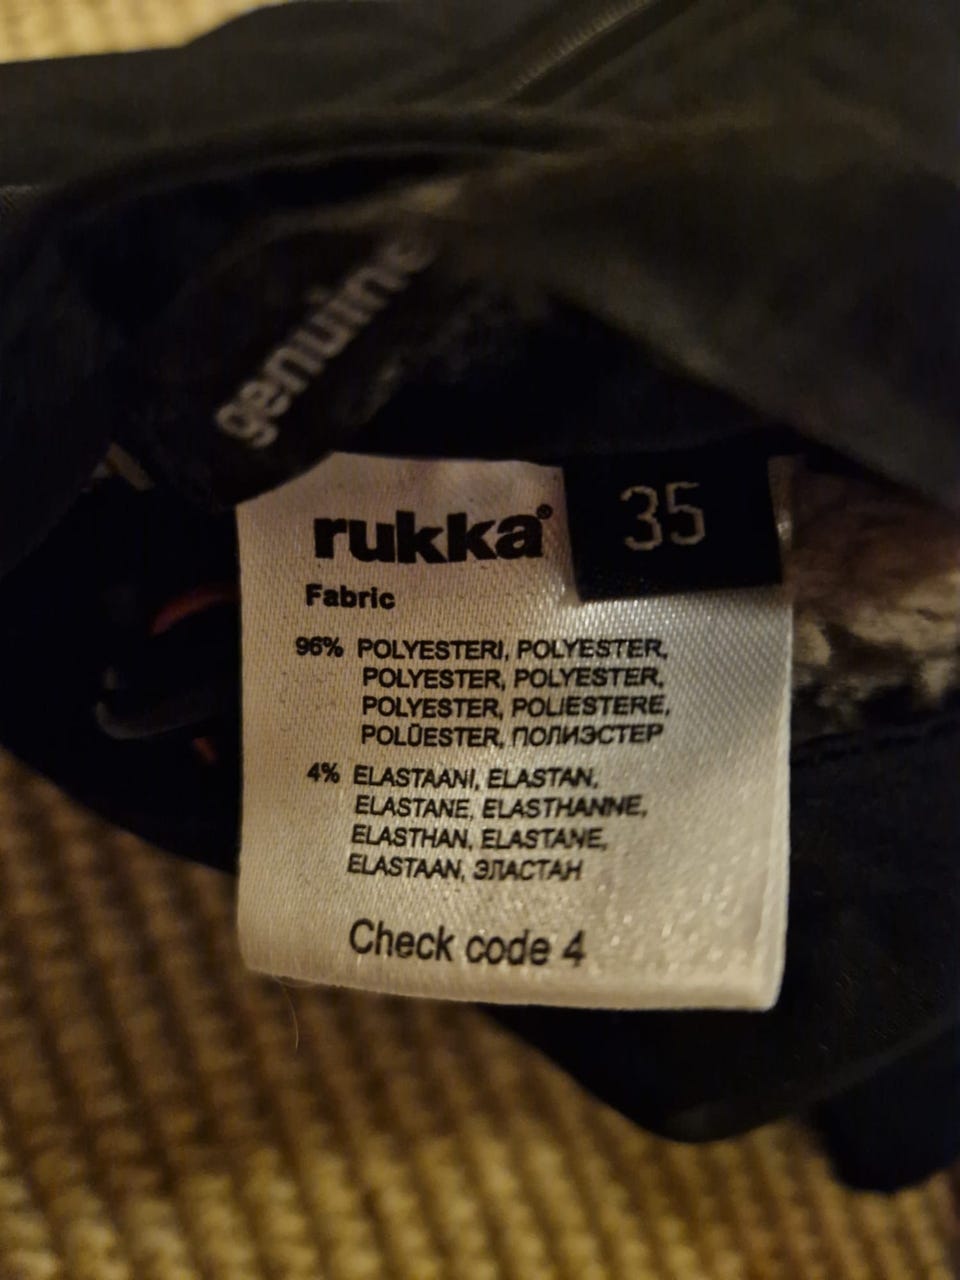 genuine
rukka®
35
Fabric
96% POLYESTERI, POLYESTER,
POLYESTER, POLYESTER,
POLYESTER, POLIESTERE,
POLÜESTER, ПОЛИЭСТЕР
4% ELASTAANI, ELASTAN,
ELASTANE, ELASTHANNE,
ELASTHAN, ELASTANE,
ELASTAAN, ЭЛАСТАН
Check code 4